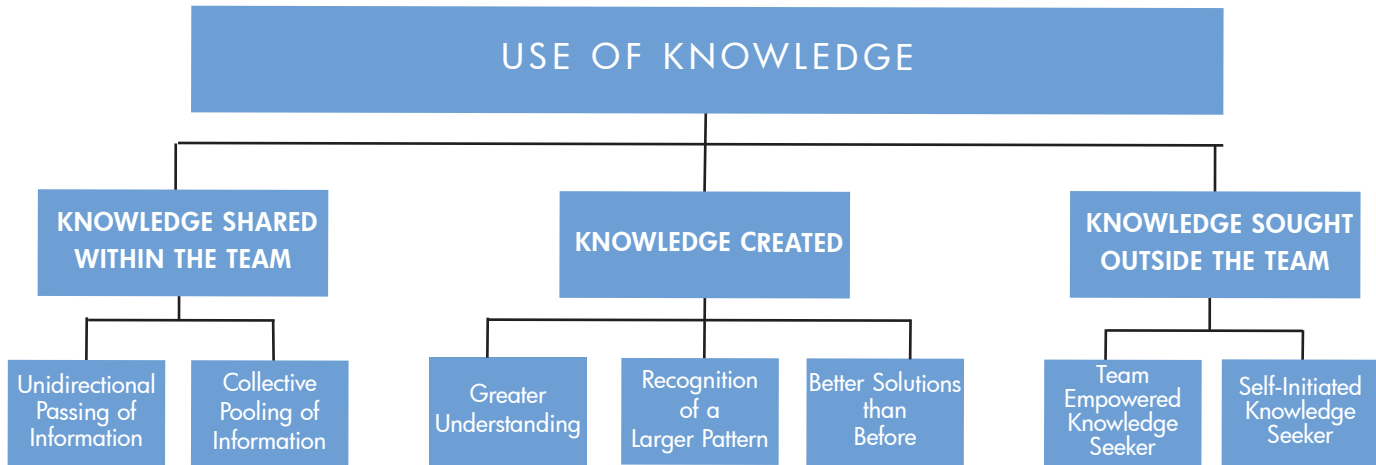 USE OF KNOWLEDGE
KNOWLEDGE SHARED
WITHIN THE TEAM
KNOWLEDGE CREATED
KNOWLEDGE SOUGHT
OUTSIDE THE TEAM
Unidirectional
Passing of
Information
Collective
Pooling of
Information
Greater
Understanding
Recognition
of a
Larger Pattern
Better Solutions
than
Before
Team
Empowered
Knowledge
Seeker
Self-Initiated
Knowledge
Seeker